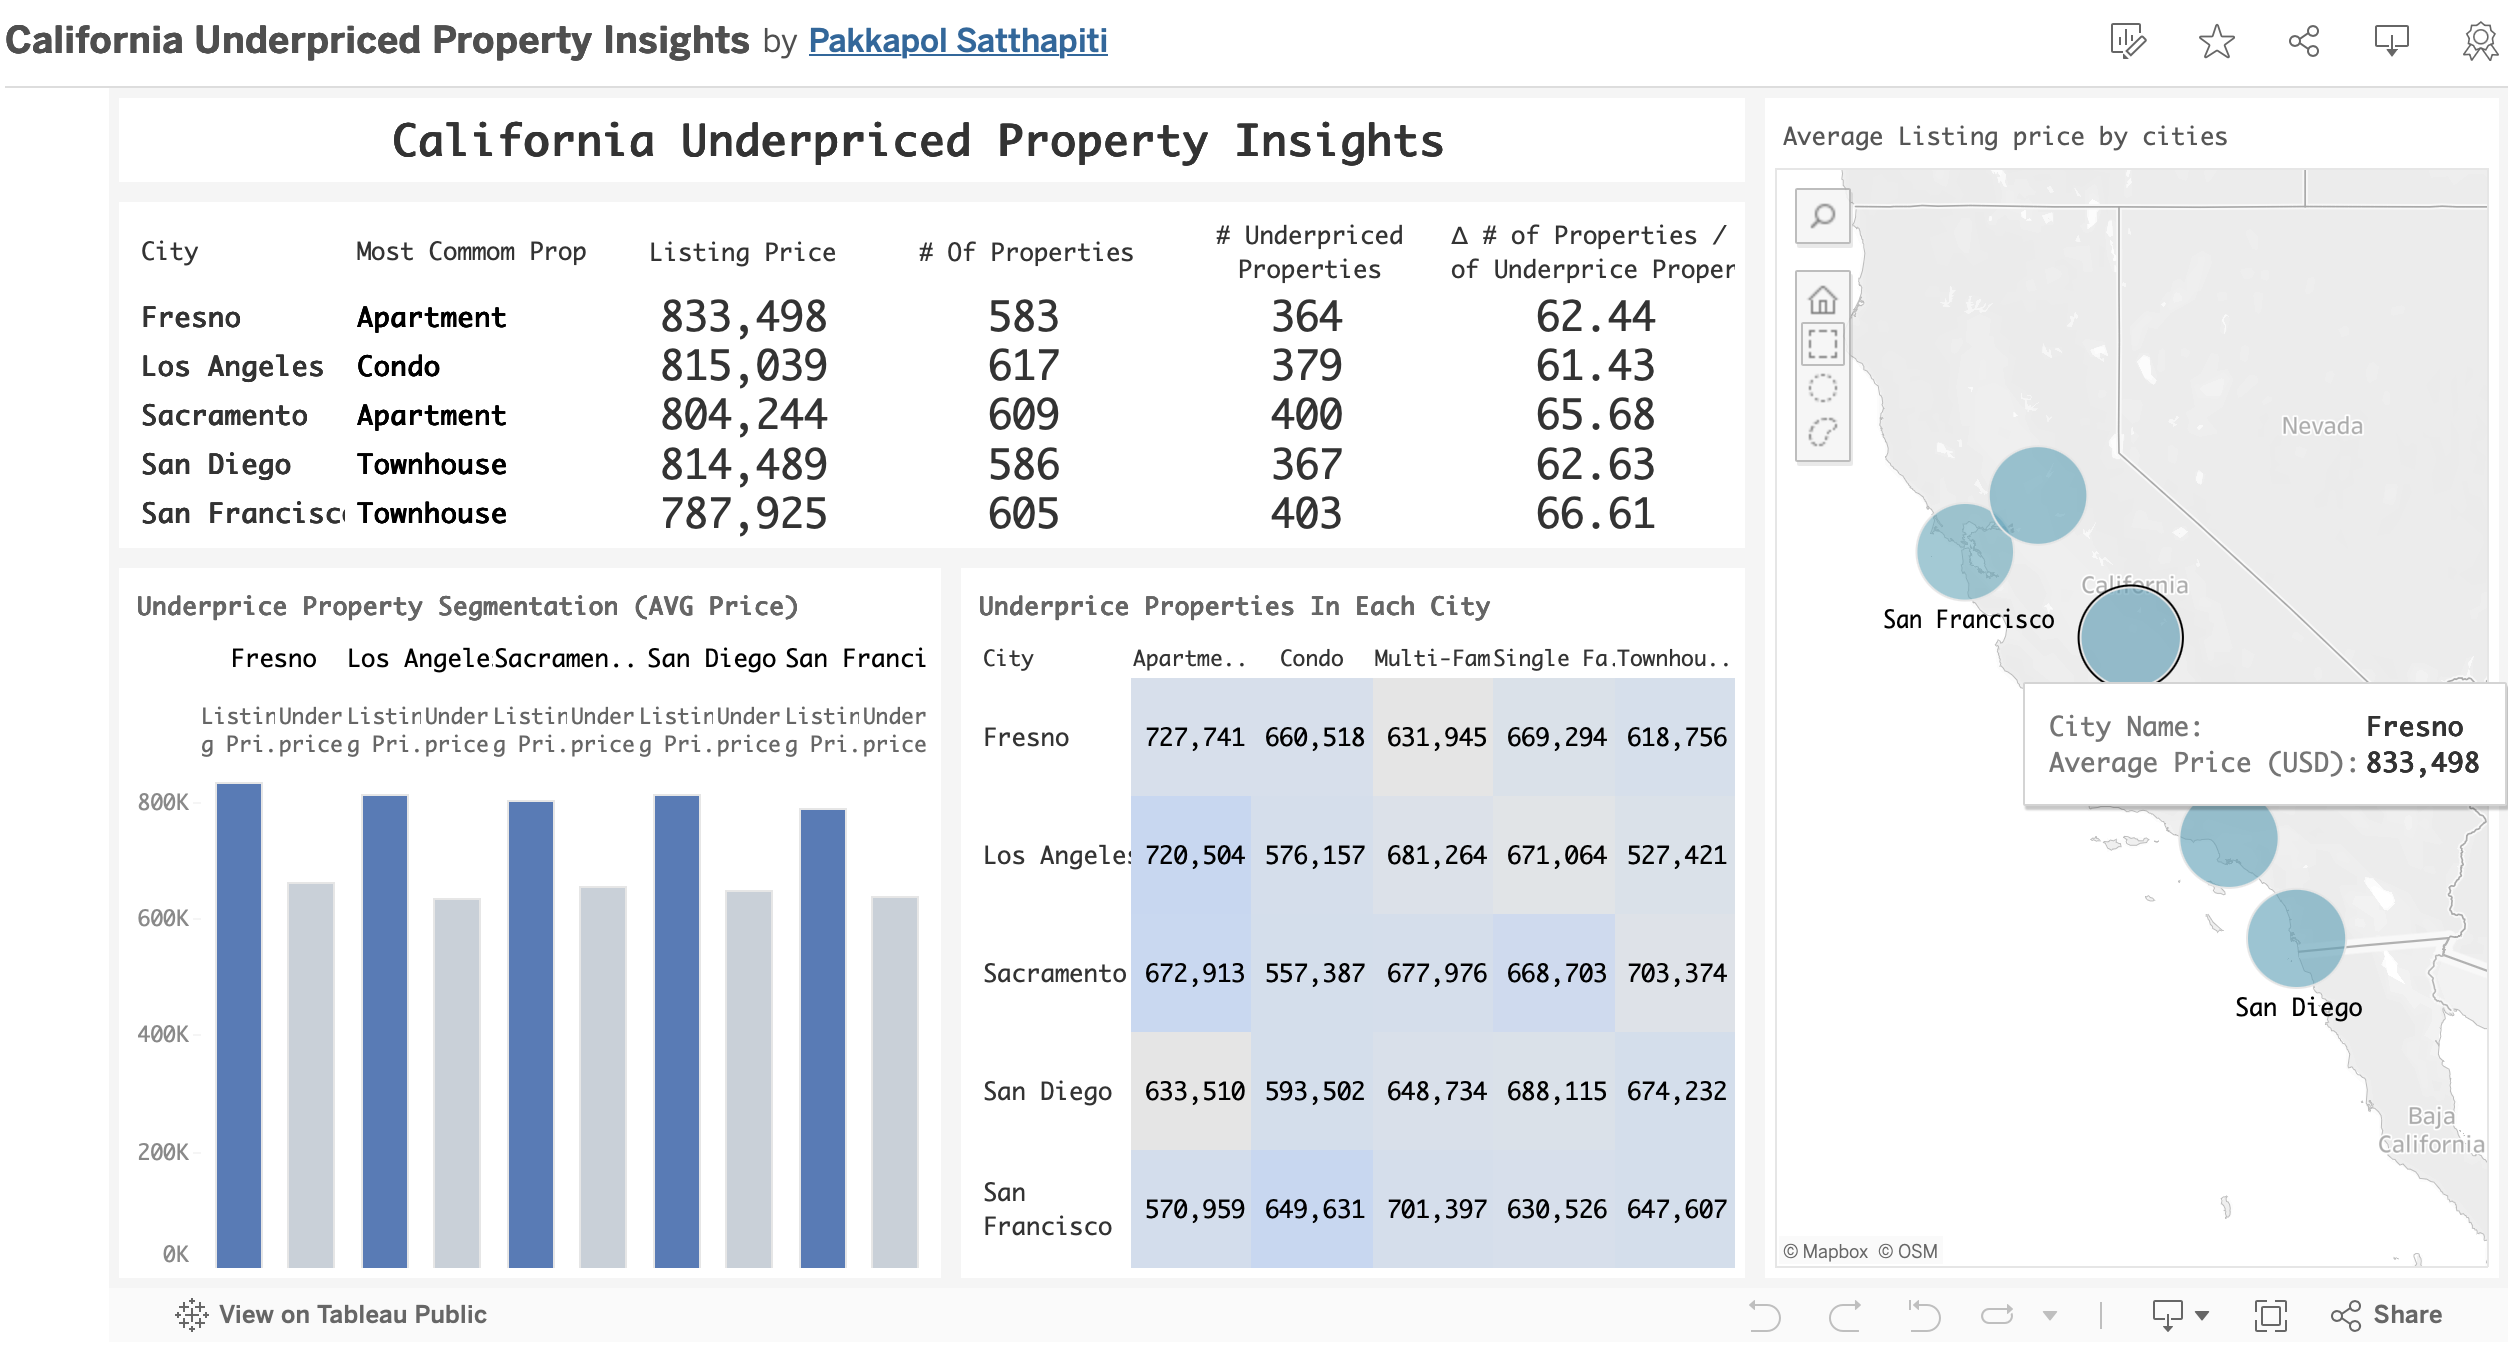 California Underpriced Property Insights by Pakkapol Satthapiti
California Underpriced Property Insights
City Most Commom Prop Listing Price # Of Properties # Underpriced Properties Δ # of Properties / of Underprice Proper
Fresno Apartment 833,498 583 364 62.44
Los Angeles Condo 815,039 617 379 61.43
Sacramento Apartment 804,244 609 400 65.68
San Diego Townhouse 814,489 586 367 62.63
San Francisc Townhouse 787,925 605 403 66.61
Underprice Property Segmentation (AVG Price)
Fresno Los Angele Sacramen.. San Diego San Franci
Listin Under Listin Under Listin Under Listin Under Listin Under
g Pri. price g Pri. price g Pri. price g Pri. price g Pri. price
800K
600K
400K
200K
0K
Underprice Properties In Each City
City Apartme.. Condo Multi-Fam Single Fa. Townhou..
Fresno 727,741 660,518 631,945 669,294 618,756
Los Angeles 720,504 576,157 681,264 671,064 527,421
Sacramento 672,913 557,387 677,976 668,703 703,374
San Diego 633,510 593,502 648,734 688,115 674,232
San Francisco 570,959 649,631 701,397 630,526 647,607
Average Listing price by cities
Nevada
California
San Francisco
City Name: Fresno
Average Price (USD): 833,498
San Diego
Baja
California
© Mapbox © OSM
View on Tableau Public
Share